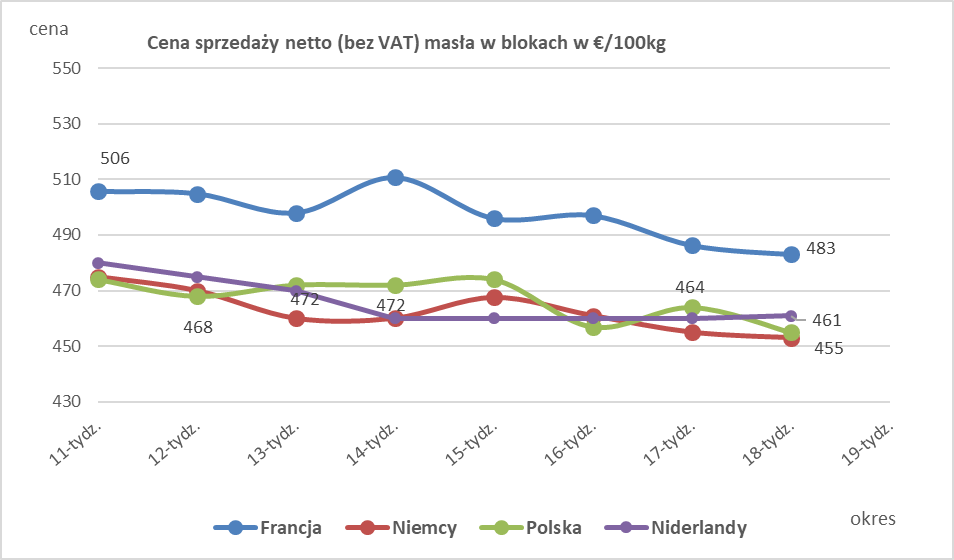 cena
Cena sprzedaży netto (bez VAT) masła w blokach w €/100kg
550
530
510
490
470
450
430
506
483
472
472
464
468
461
455
11-tydz.
12-tydz.
13-tydz.
14-tydz.
15-tydz.
16-tydz.
17-tydz.
18-tydz.
19-tydz.
okres
Francja
Niemcy
Polska
Niderlandy